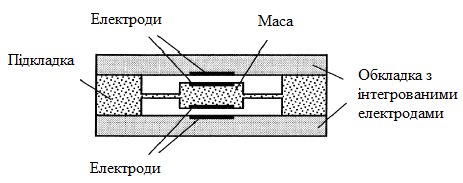 Електроди
Маса
Підкладка
Обкладка з
інтегрованими
електродами
Електроди